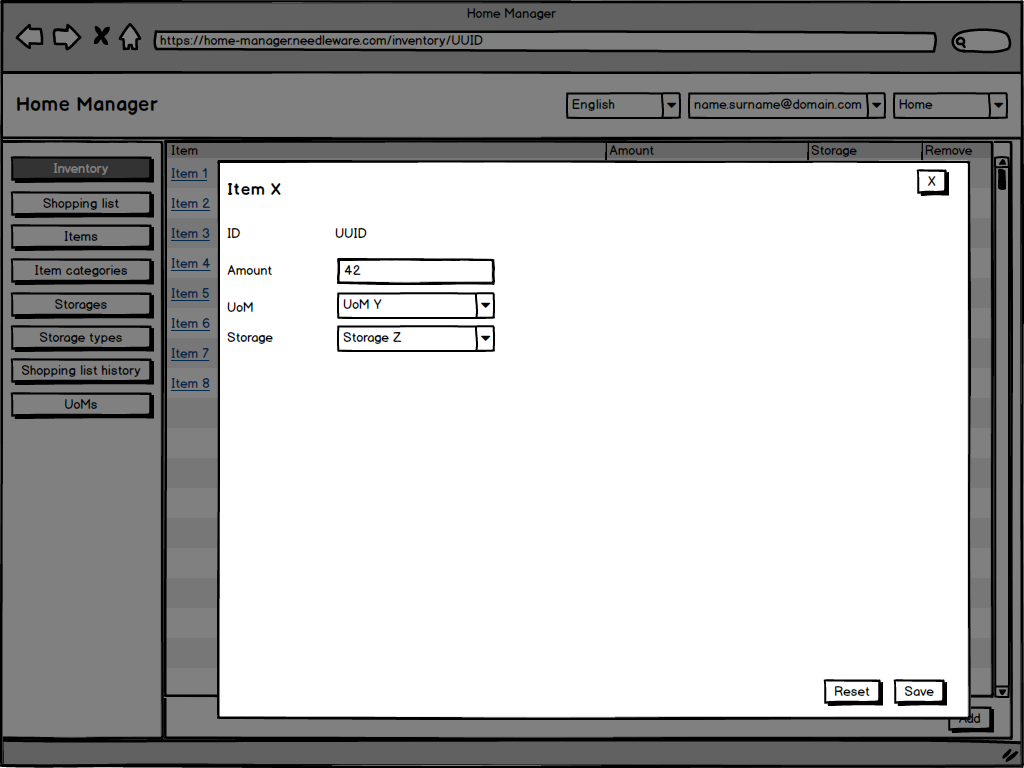 Home Manager
https://home-manager.needleware.com/inventory/UUID
Home Manager
English
name.surname@domain.com
Home
Inventory
Shopping list
Items
Item categories
Storages
Storage types
Shopping list history
UoMs
Item Amount Storage Remove
Item 1
Item 2
Item 3
Item 4
Item 5
Item 6
Item 7
Item 8
Item X
X
ID UUID
Amount 42
UoM UoM Y
Storage Storage Z
Reset Save
Add